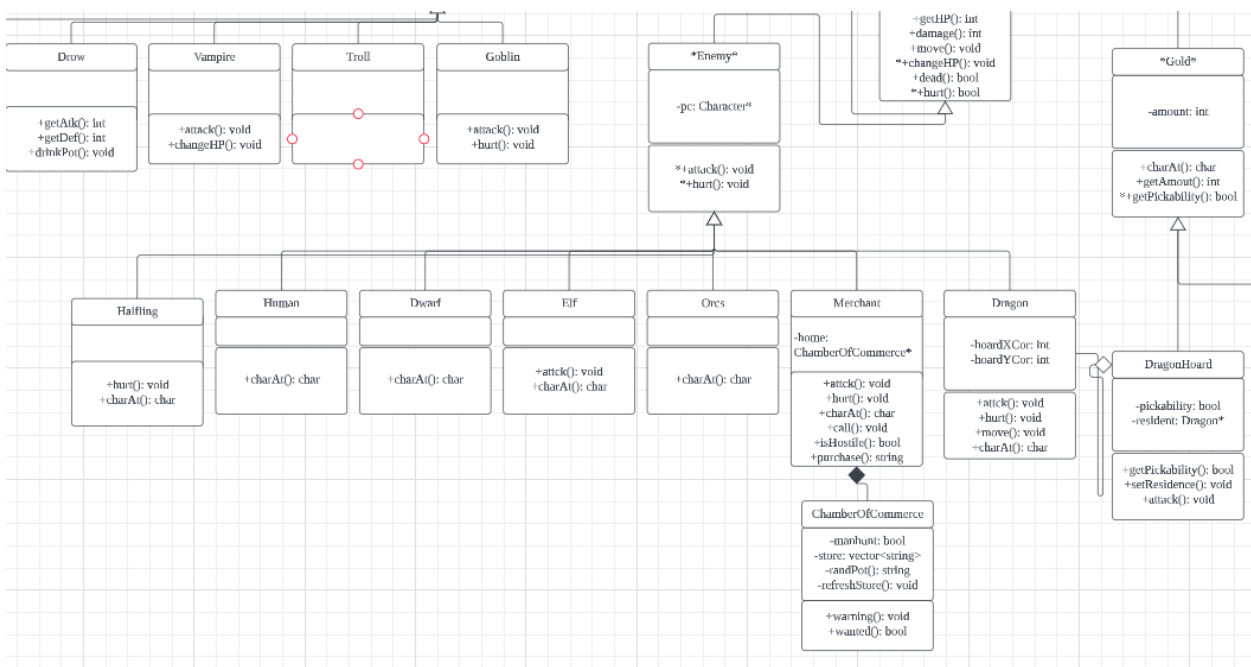 Drow
+getAtk(): int
+getDef(): int
+drinkPot(): void
Vampire
+attack(): void
+changeHP(): void
Troll
Goblin
+attack(): void
+hurt(): void
*Enemy*
-pc: Character*
*+attack(): void
*+hurt(): void
+getHP(): int
+damage(): int
+move(): void
*+changeHP(): void
+dead(): bool
*+hurt(): bool
*Gold*
-amount: int
+charAt(): char
+getAmout(): int
*+getPickability(): bool
Halfling
+hurt(): void
+charAt(): char
Human
+charAt(): char
Dwarf
+charAt(): char
Elf
+attck(): void
+charAt(): char
Orcs
+charAt(): char
Merchant
-home:
ChamberOfCommerce*
+attck(): void
+hurt(): void
+charAt(): char
+call(): void
+isHostile(): bool
+purchase(): string
Dragon
-hoardXCor: int
-hoardYCor: int
+attck(): void
+hurt(): void
+move(): void
+charAt(): char
DragonHoard
-pickability: bool
-resident: Dragon*
+getPickability(): bool
+setResidence(): void
+attack(): void
ChamberOfCommerce
-manhunt: bool
-store: vector<string>
-randPot(): string
-refreshStore(): void
+warning(): void
+wanted(): bool